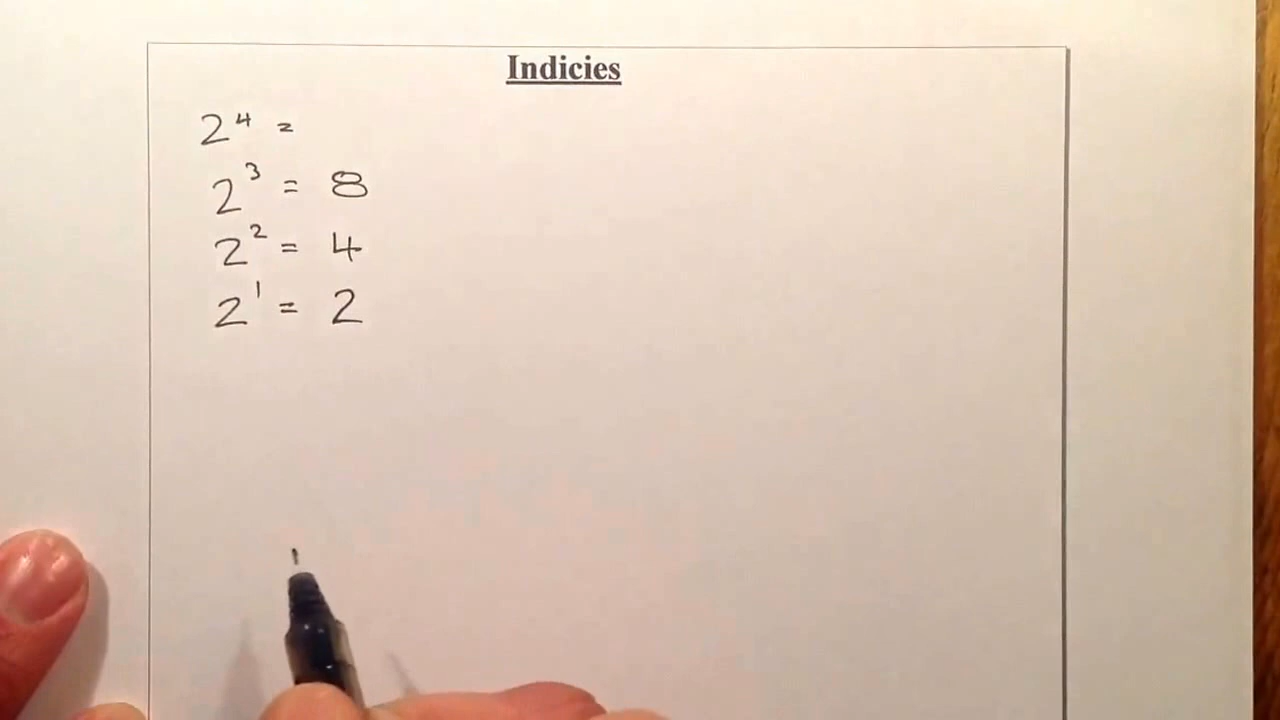 Indicies
2⁴ =
2³ = 8
2² = 4
2¹ = 2